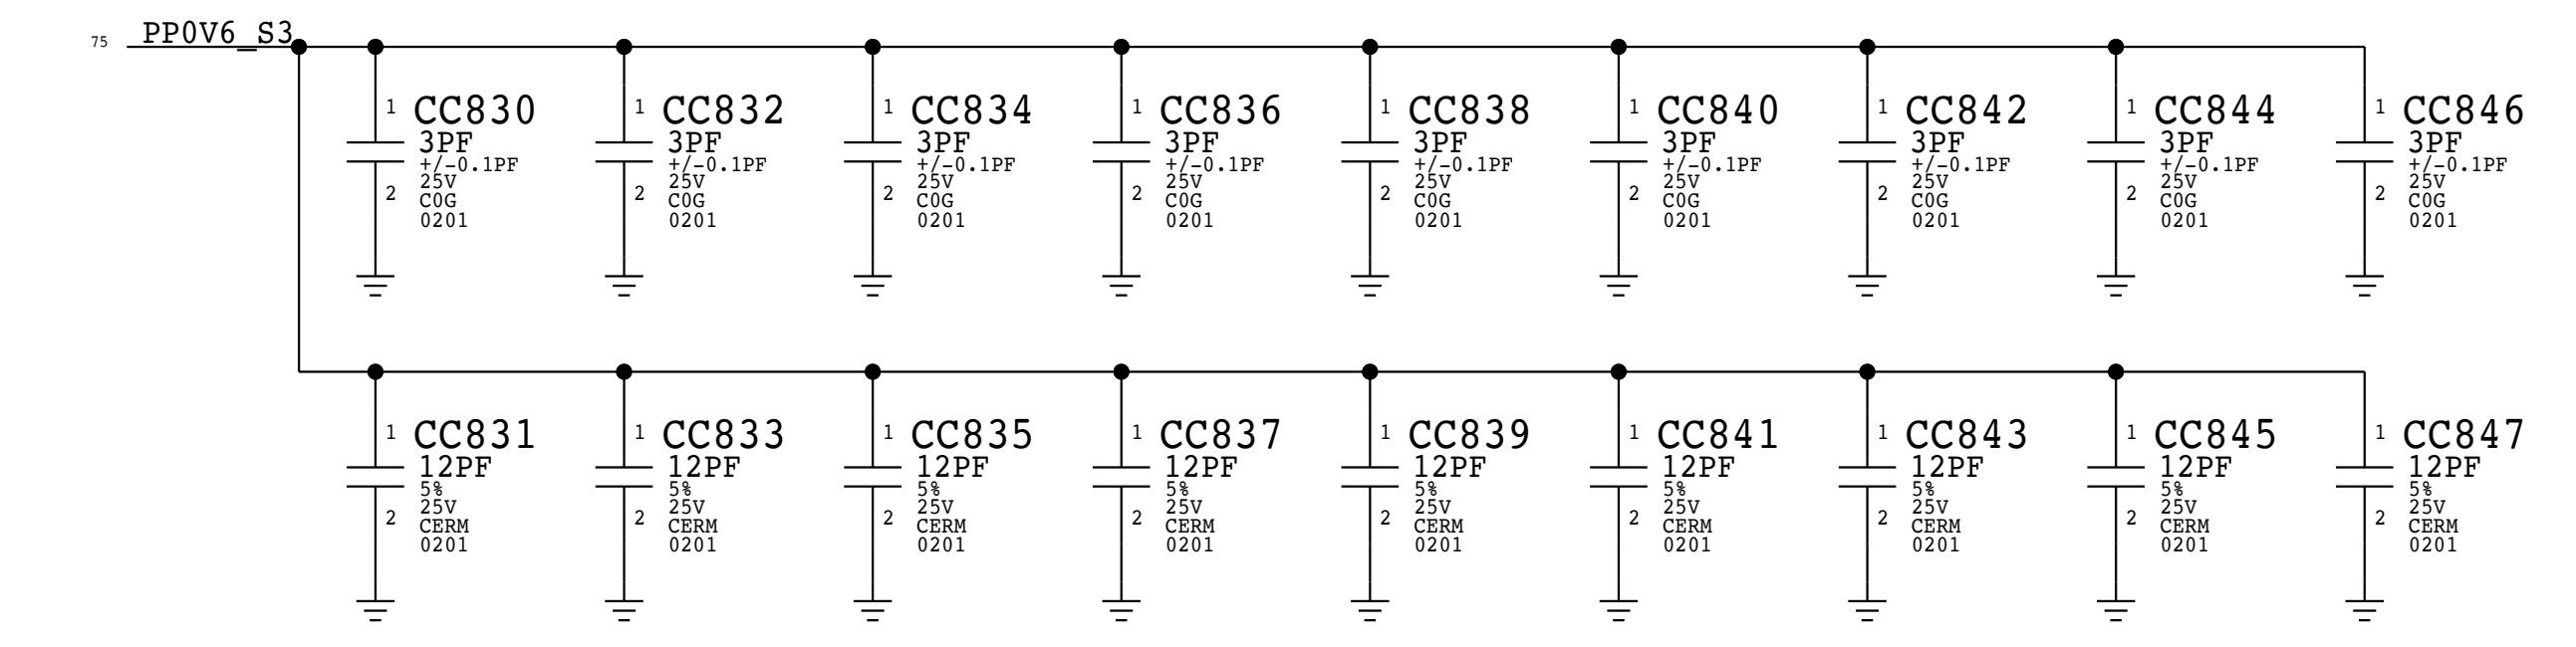 75 PP0V6_S3
1 CC830 1 CC832 1 CC834 1 CC836 1 CC838 1 CC840 1 CC842 1 CC844 1 CC846
3PF 3PF 3PF 3PF 3PF 3PF 3PF 3PF 3PF
+/-0.1PF +/-0.1PF +/-0.1PF +/-0.1PF +/-0.1PF +/-0.1PF +/-0.1PF +/-0.1PF +/-0.1PF
25V 25V 25V 25V 25V 25V 25V 25V 25V
2 C0G 2 C0G 2 C0G 2 C0G 2 C0G 2 C0G 2 C0G 2 C0G 2 C0G
0201 0201 0201 0201 0201 0201 0201 0201 0201
1 CC831 1 CC833 1 CC835 1 CC837 1 CC839 1 CC841 1 CC843 1 CC845 1 CC847
12PF 12PF 12PF 12PF 12PF 12PF 12PF 12PF 12PF
5% 5% 5% 5% 5% 5% 5% 5% 5%
25V 25V 25V 25V 25V 25V 25V 25V 25V
2 CERM 2 CERM 2 CERM 2 CERM 2 CERM 2 CERM 2 CERM 2 CERM 2 CERM
0201 0201 0201 0201 0201 0201 0201 0201 0201